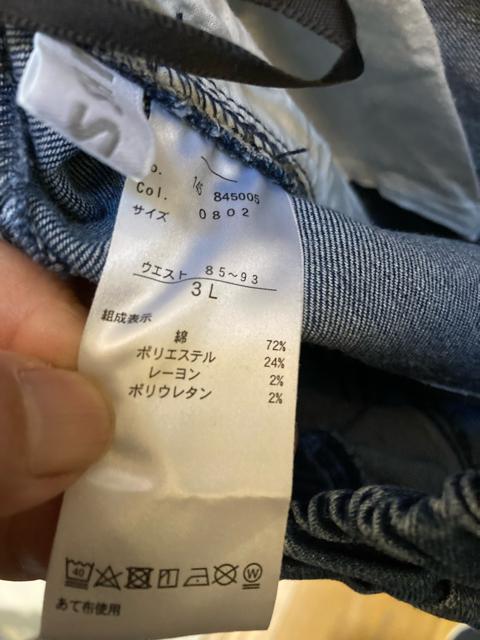 Col.
845005
サイズ
0802
ウエスト 85~93
3L
組成表示
綿 72%
ポリエステル 24%
レーヨン 2%
ポリウレタン 2%
40
W
あて布使用